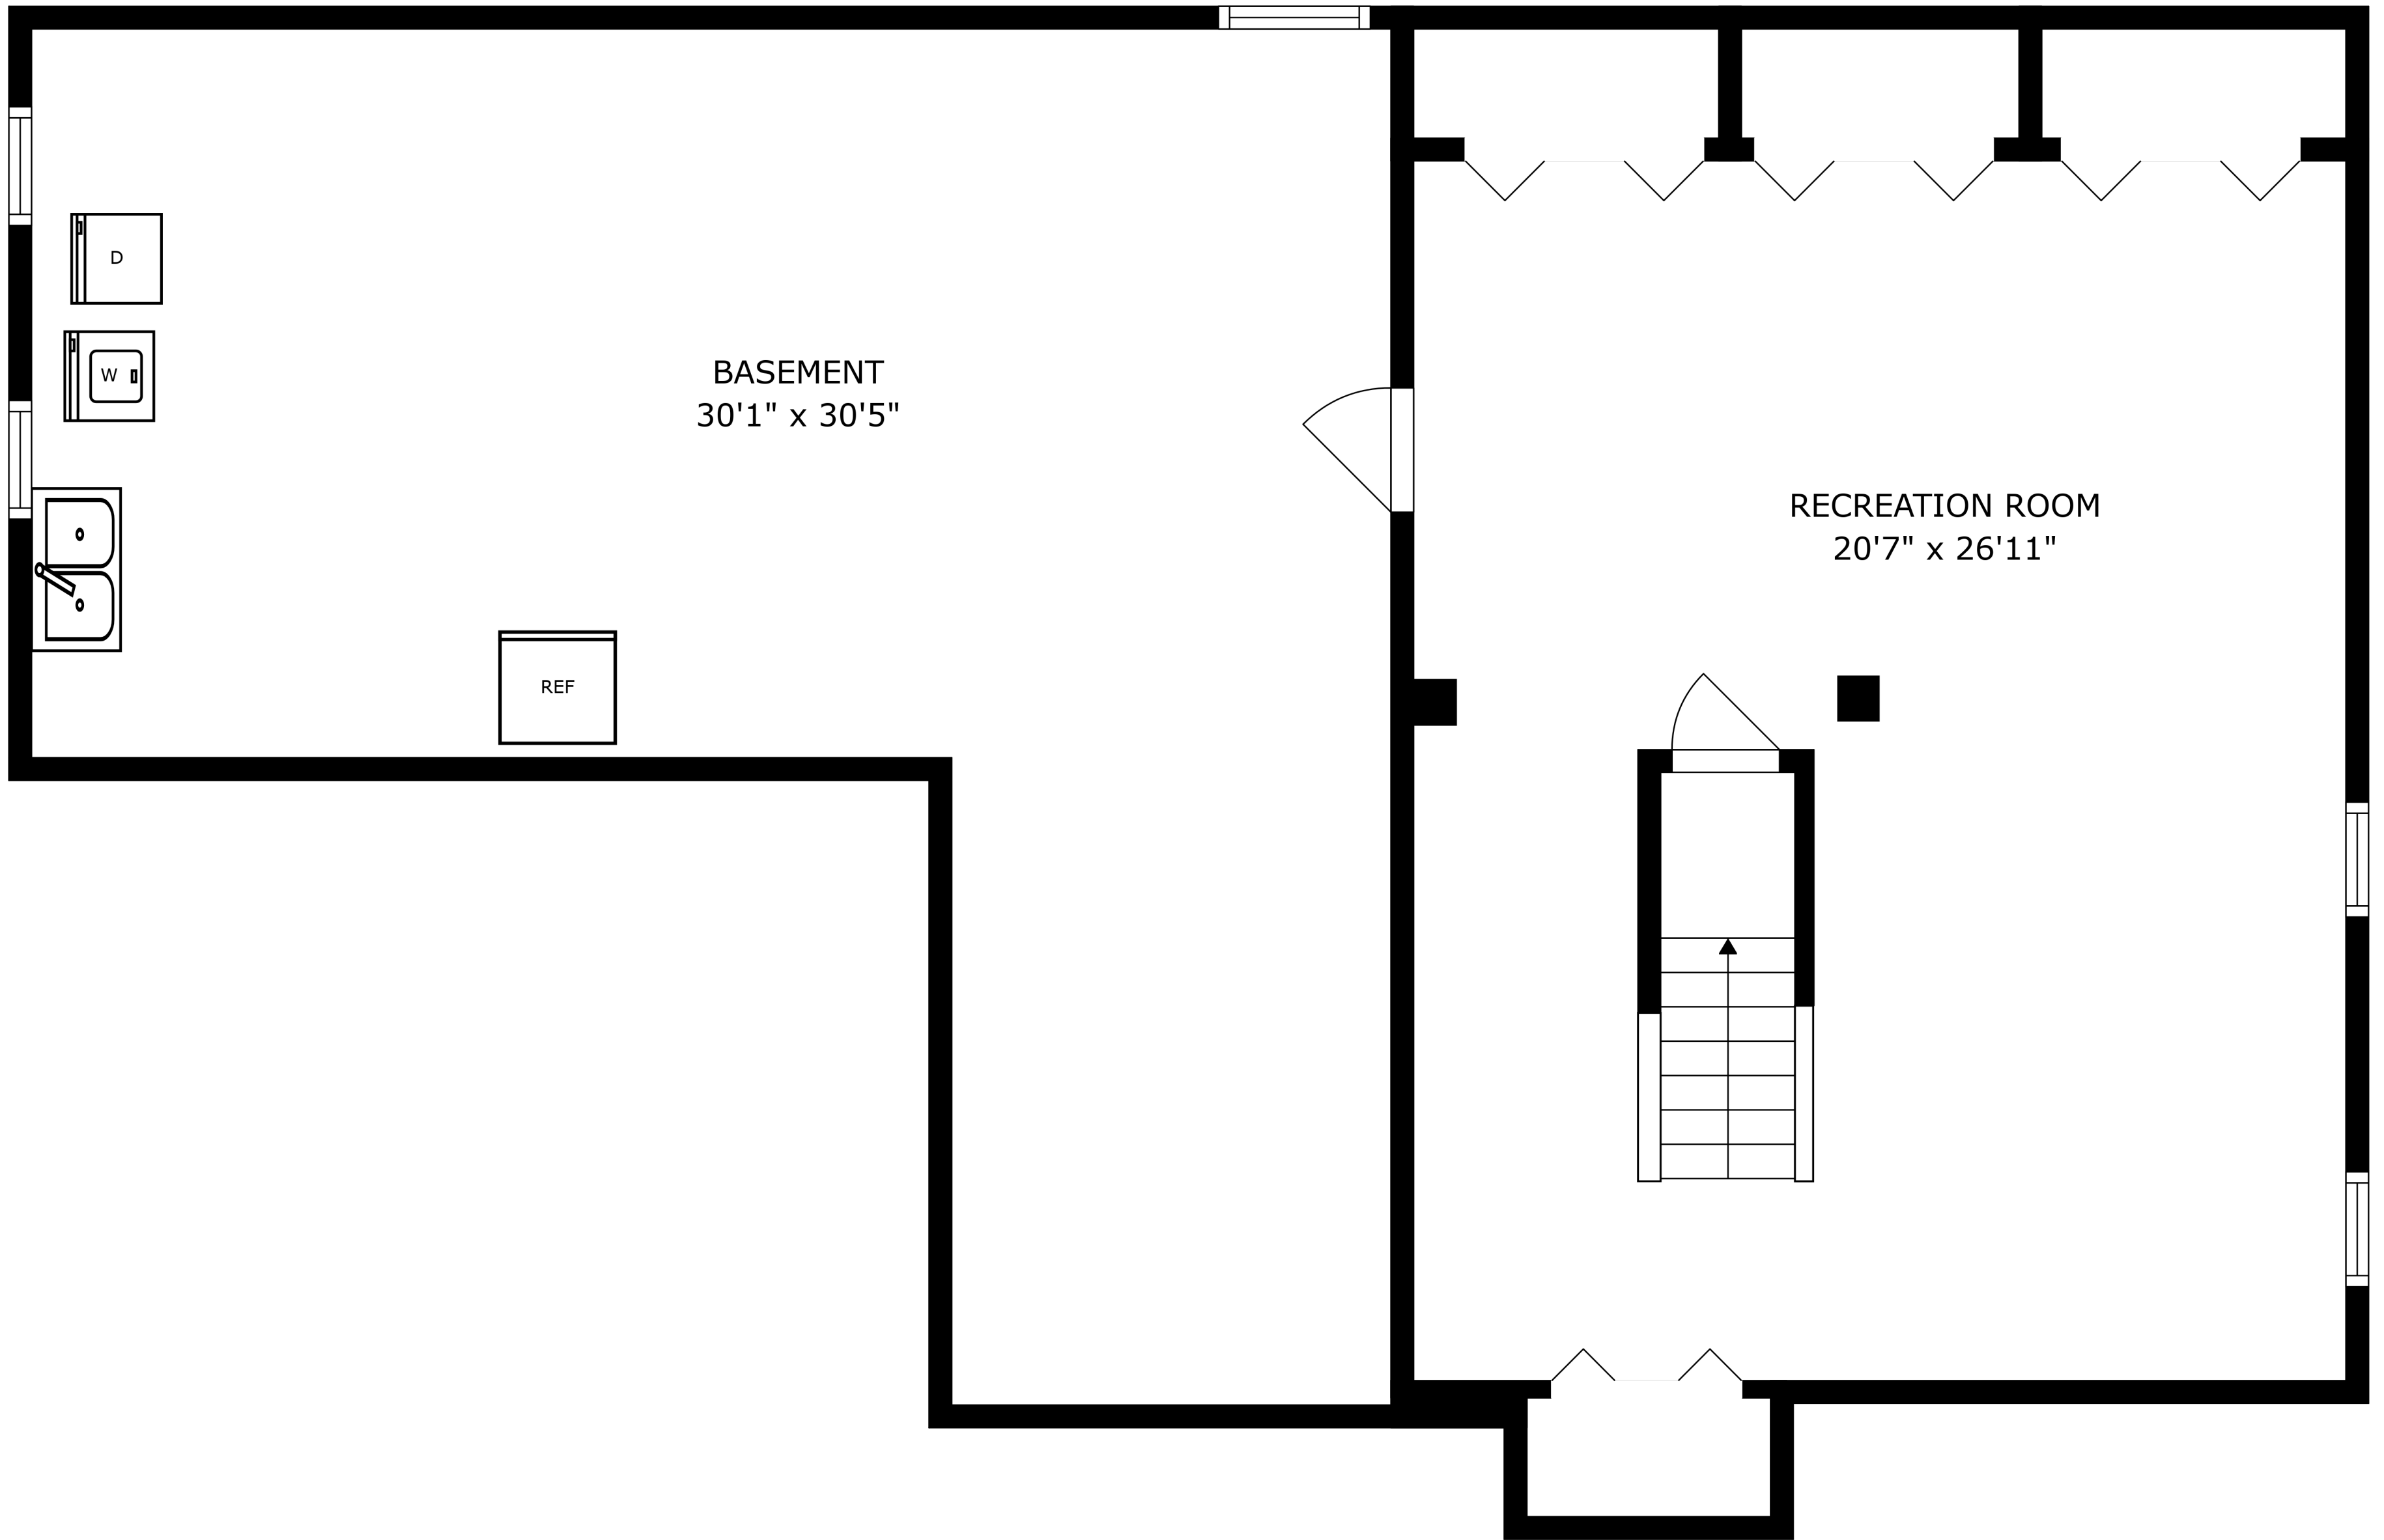 D
W
BASEMENT
30'1" x 30'5"
REF
RECREATION ROOM
20'7" x 26'11"